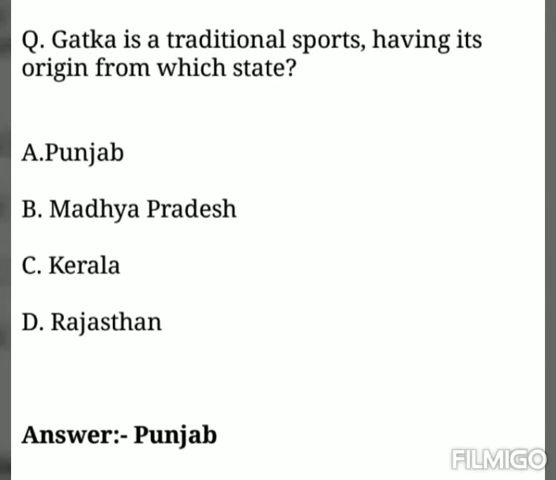 Q. Gatka is a traditional sports, having its
origin from which state?
A.Punjab
B. Madhya Pradesh
C. Kerala
D. Rajasthan
Answer:- Punjab
FILMIGO